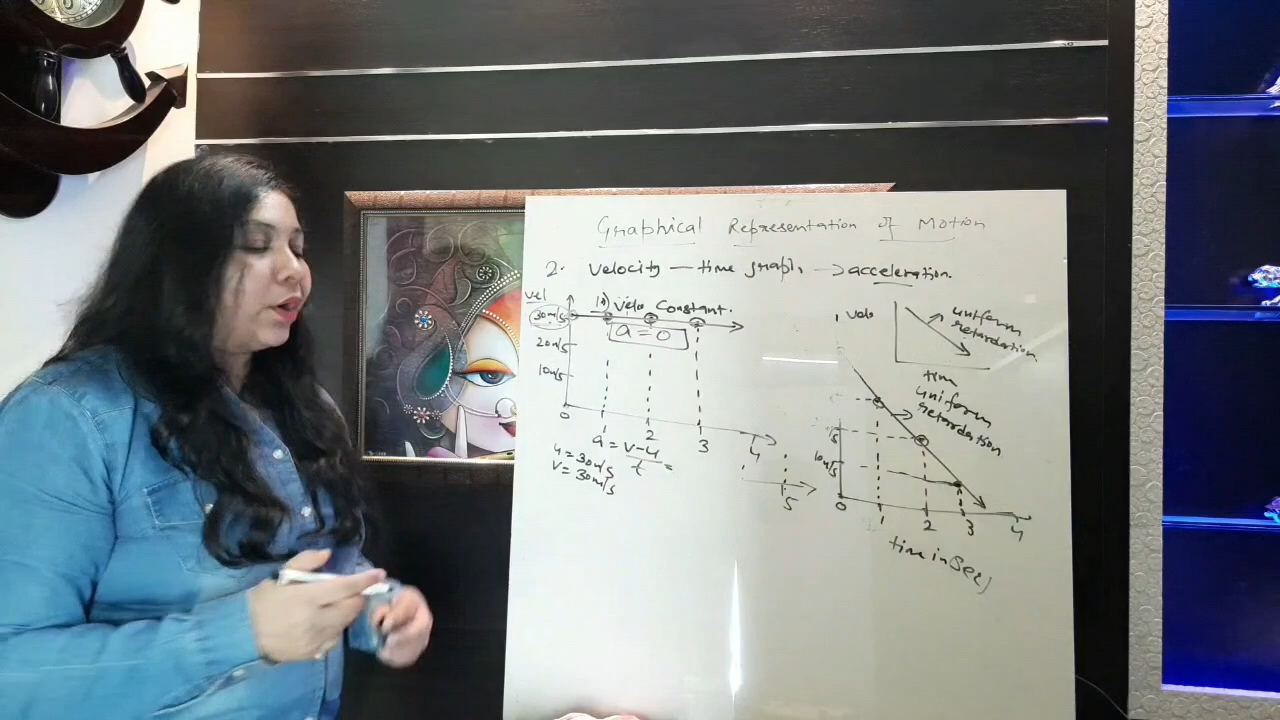 Graphical Representation of Motion
2. Velocity – time graph → acceleration.
vel
30m/s
20m/s
10m/s
0
Velo Constant.
a = 0
2
3
4
a = v-u
t =
u = 30m/s
v = 30m/s
5
Velo
uniform
retardation
time
uniform
retardation
10m/s
0
1
2
3
4
time in (sec)